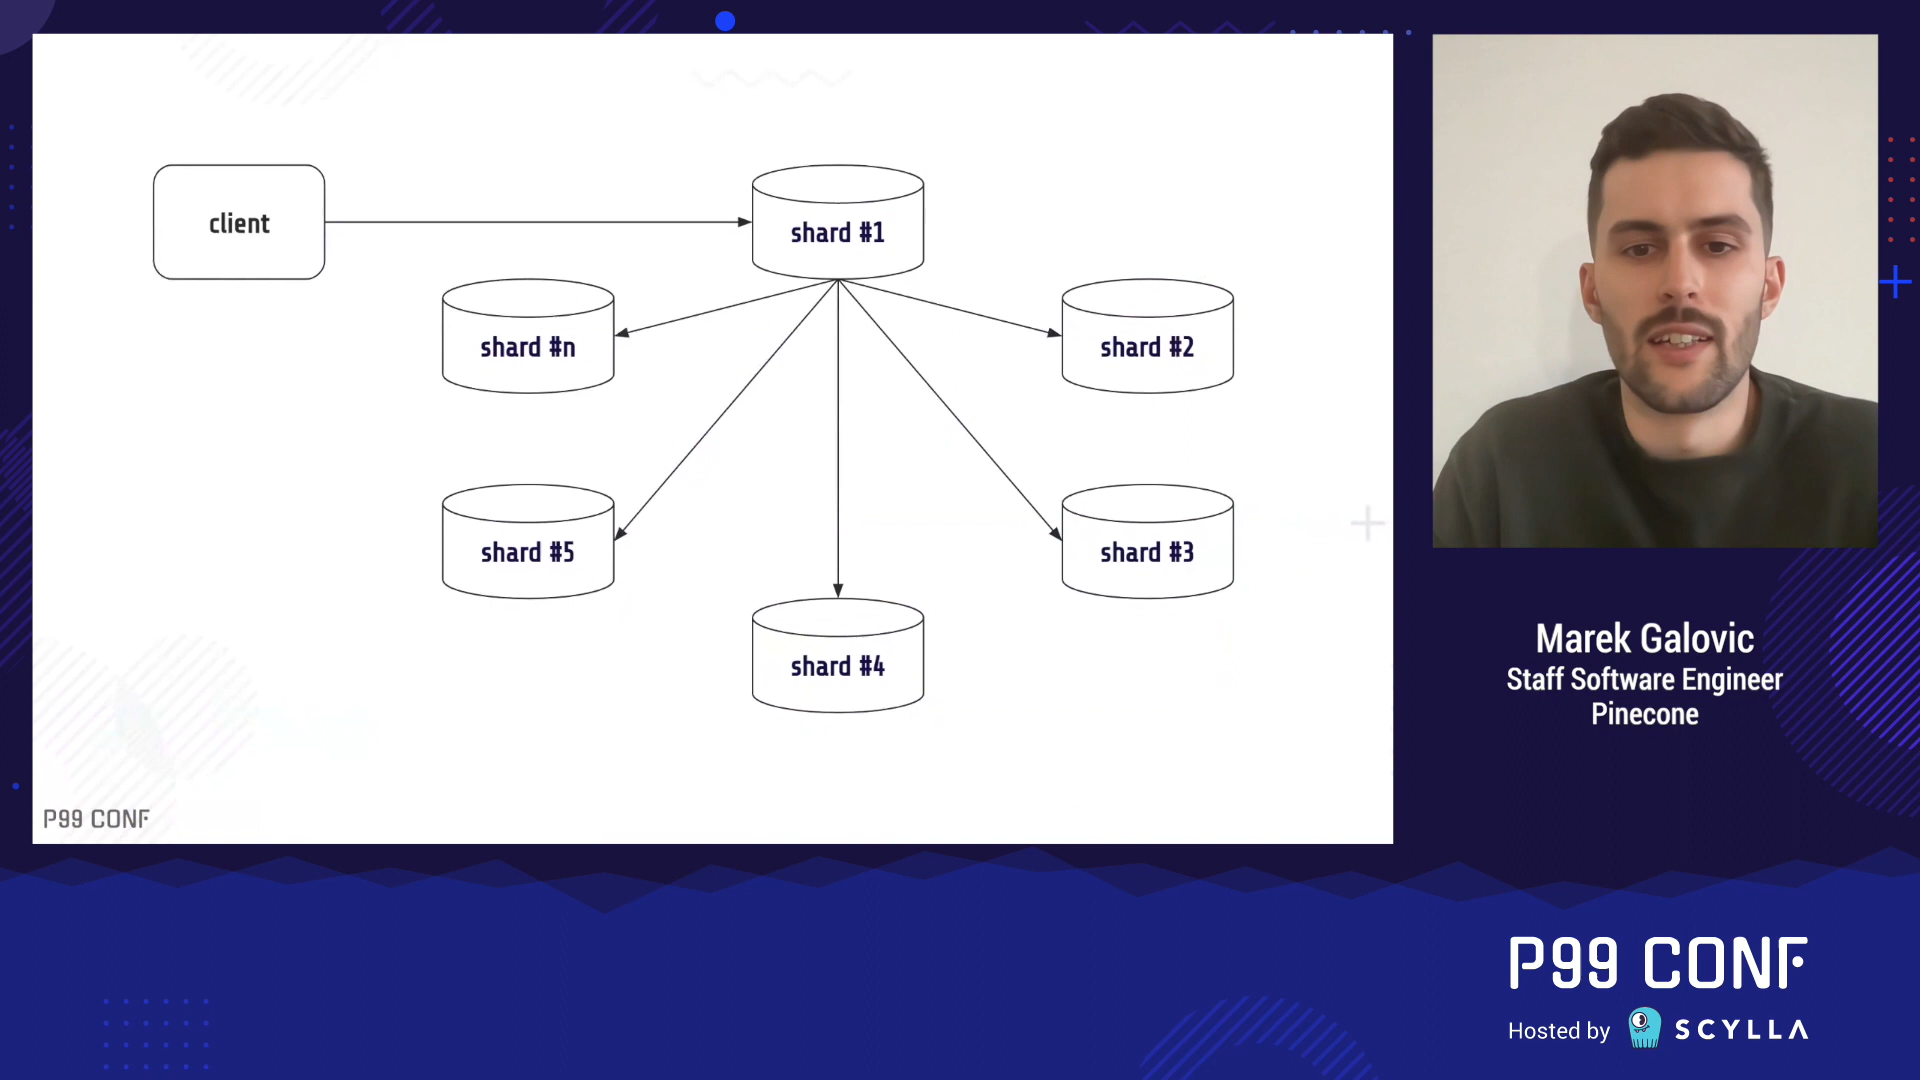 client
shard #1
shard #n
shard #2
shard #5
shard #3
shard #4
P99 CONF
Marek Galovic
Staff Software Engineer
Pinecone
P99 CONF
Hosted by SCYLLA